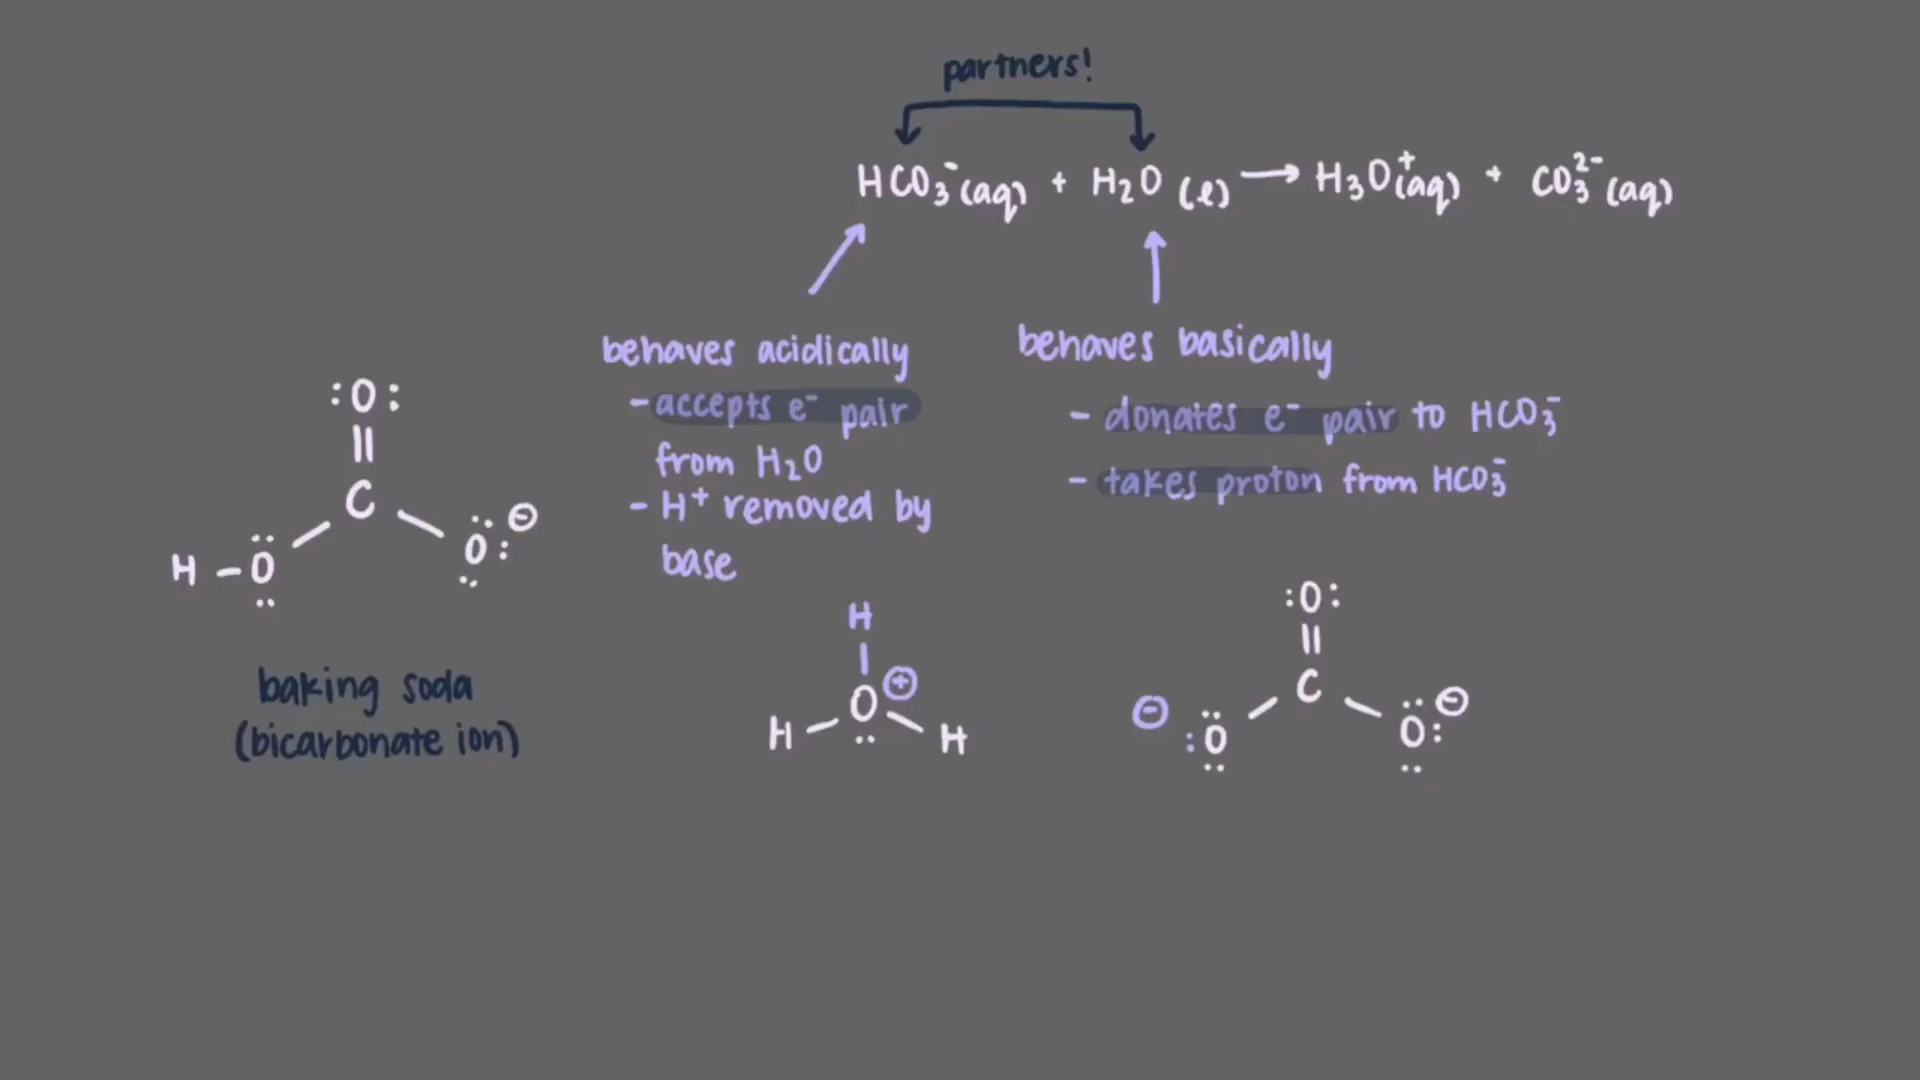 partners!
HCO₃⁻(aq) + H₂O (l) → H₃O⁺(aq) + CO₃²⁻(aq)
behaves acidically
- accepts e⁻ pair
from H₂O
- H⁺ removed by
base
behaves basically
- donates e⁻ pair to HCO₃⁻
- takes proton from HCO₃⁻
:O:
C
H - O
O: ⊖
baking soda
(bicarbonate ion)
H
O ⊕
H
H
:O:
C
⊖ :O
O: ⊖